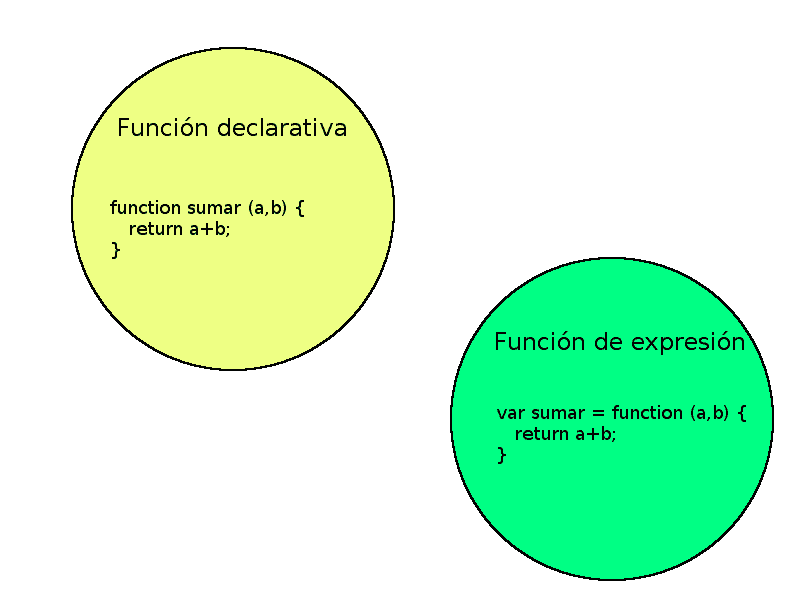 Función declarativa
function sumar (a,b) {
return a+b;
}
Función de expresión
var sumar = function (a,b) {
return a+b;
}